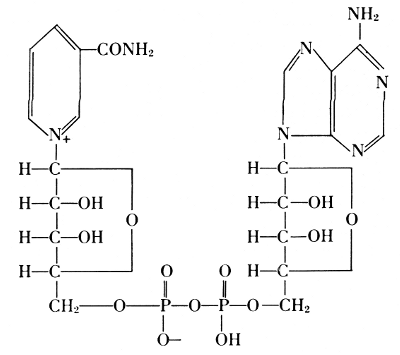 NH₂
N
CONH₂
N
N
N
N
+
H—C
H—C
H—C—OH
H—C—OH
O
O
H—C—OH
H—C—OH
H—C
O
O
H—C
CH₂—O—P—O—P—O—CH₂
O—
OH